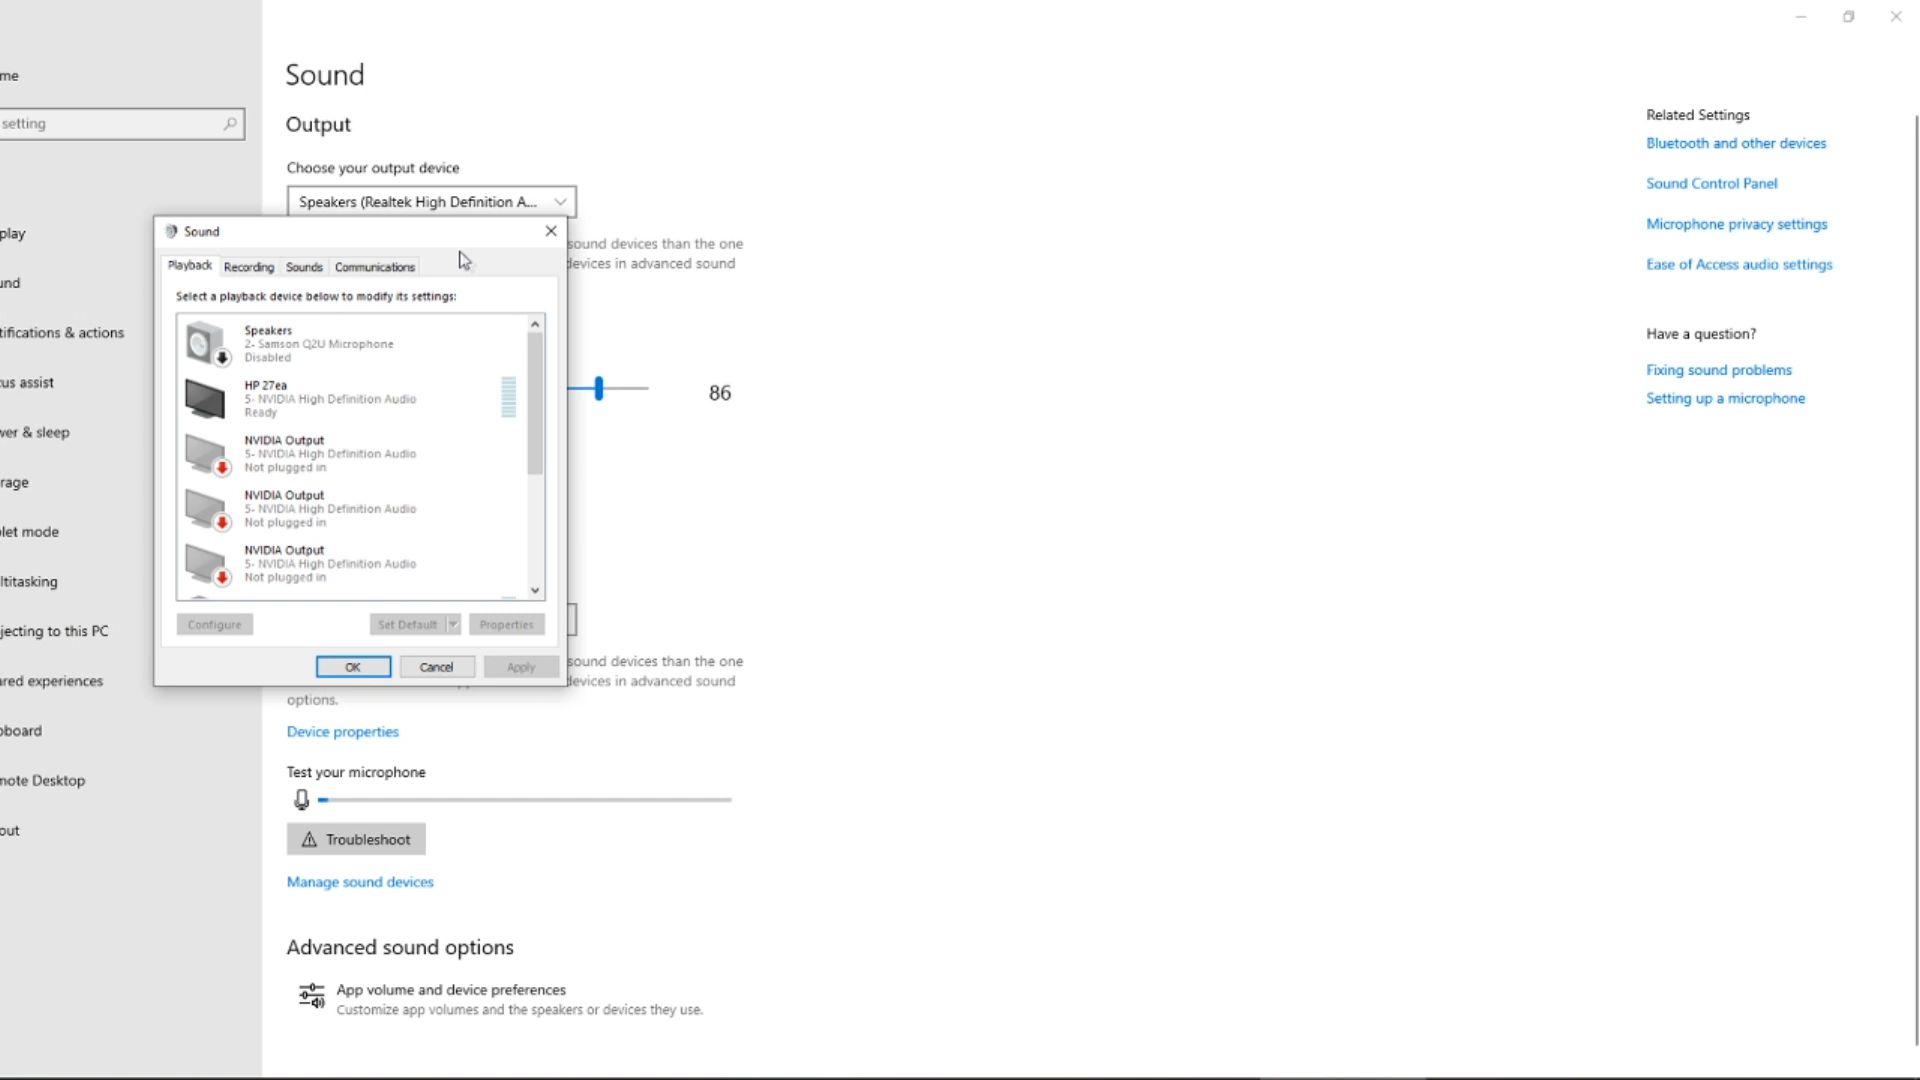 me
setting
play
und
tifications & actions
cus assist
ver & sleep
rage
olet mode
ltitasking
jecting to this PC
ared experiences
oboard
mote Desktop
out
Sound
Output
Choose your output device
Speakers (Realtek High Definition A...
sound devices than the one
devices in advanced sound
86
Sound
Playback Recording Sounds Communications
Select a playback device below to modify its settings:
Speakers
2- Samson Q2U Microphone
Disabled
HP 27ea
5- NVIDIA High Definition Audio
Ready
NVIDIA Output
5- NVIDIA High Definition Audio
Not plugged in
NVIDIA Output
5- NVIDIA High Definition Audio
Not plugged in
NVIDIA Output
5- NVIDIA High Definition Audio
Not plugged in
Configure Set Default Properties
OK Cancel Apply
sound devices than the one
devices in advanced sound
options.
Device properties
Test your microphone
Troubleshoot
Manage sound devices
Advanced sound options
App volume and device preferences
Customize app volumes and the speakers or devices they use.
Related Settings
Bluetooth and other devices
Sound Control Panel
Microphone privacy settings
Ease of Access audio settings
Have a question?
Fixing sound problems
Setting up a microphone